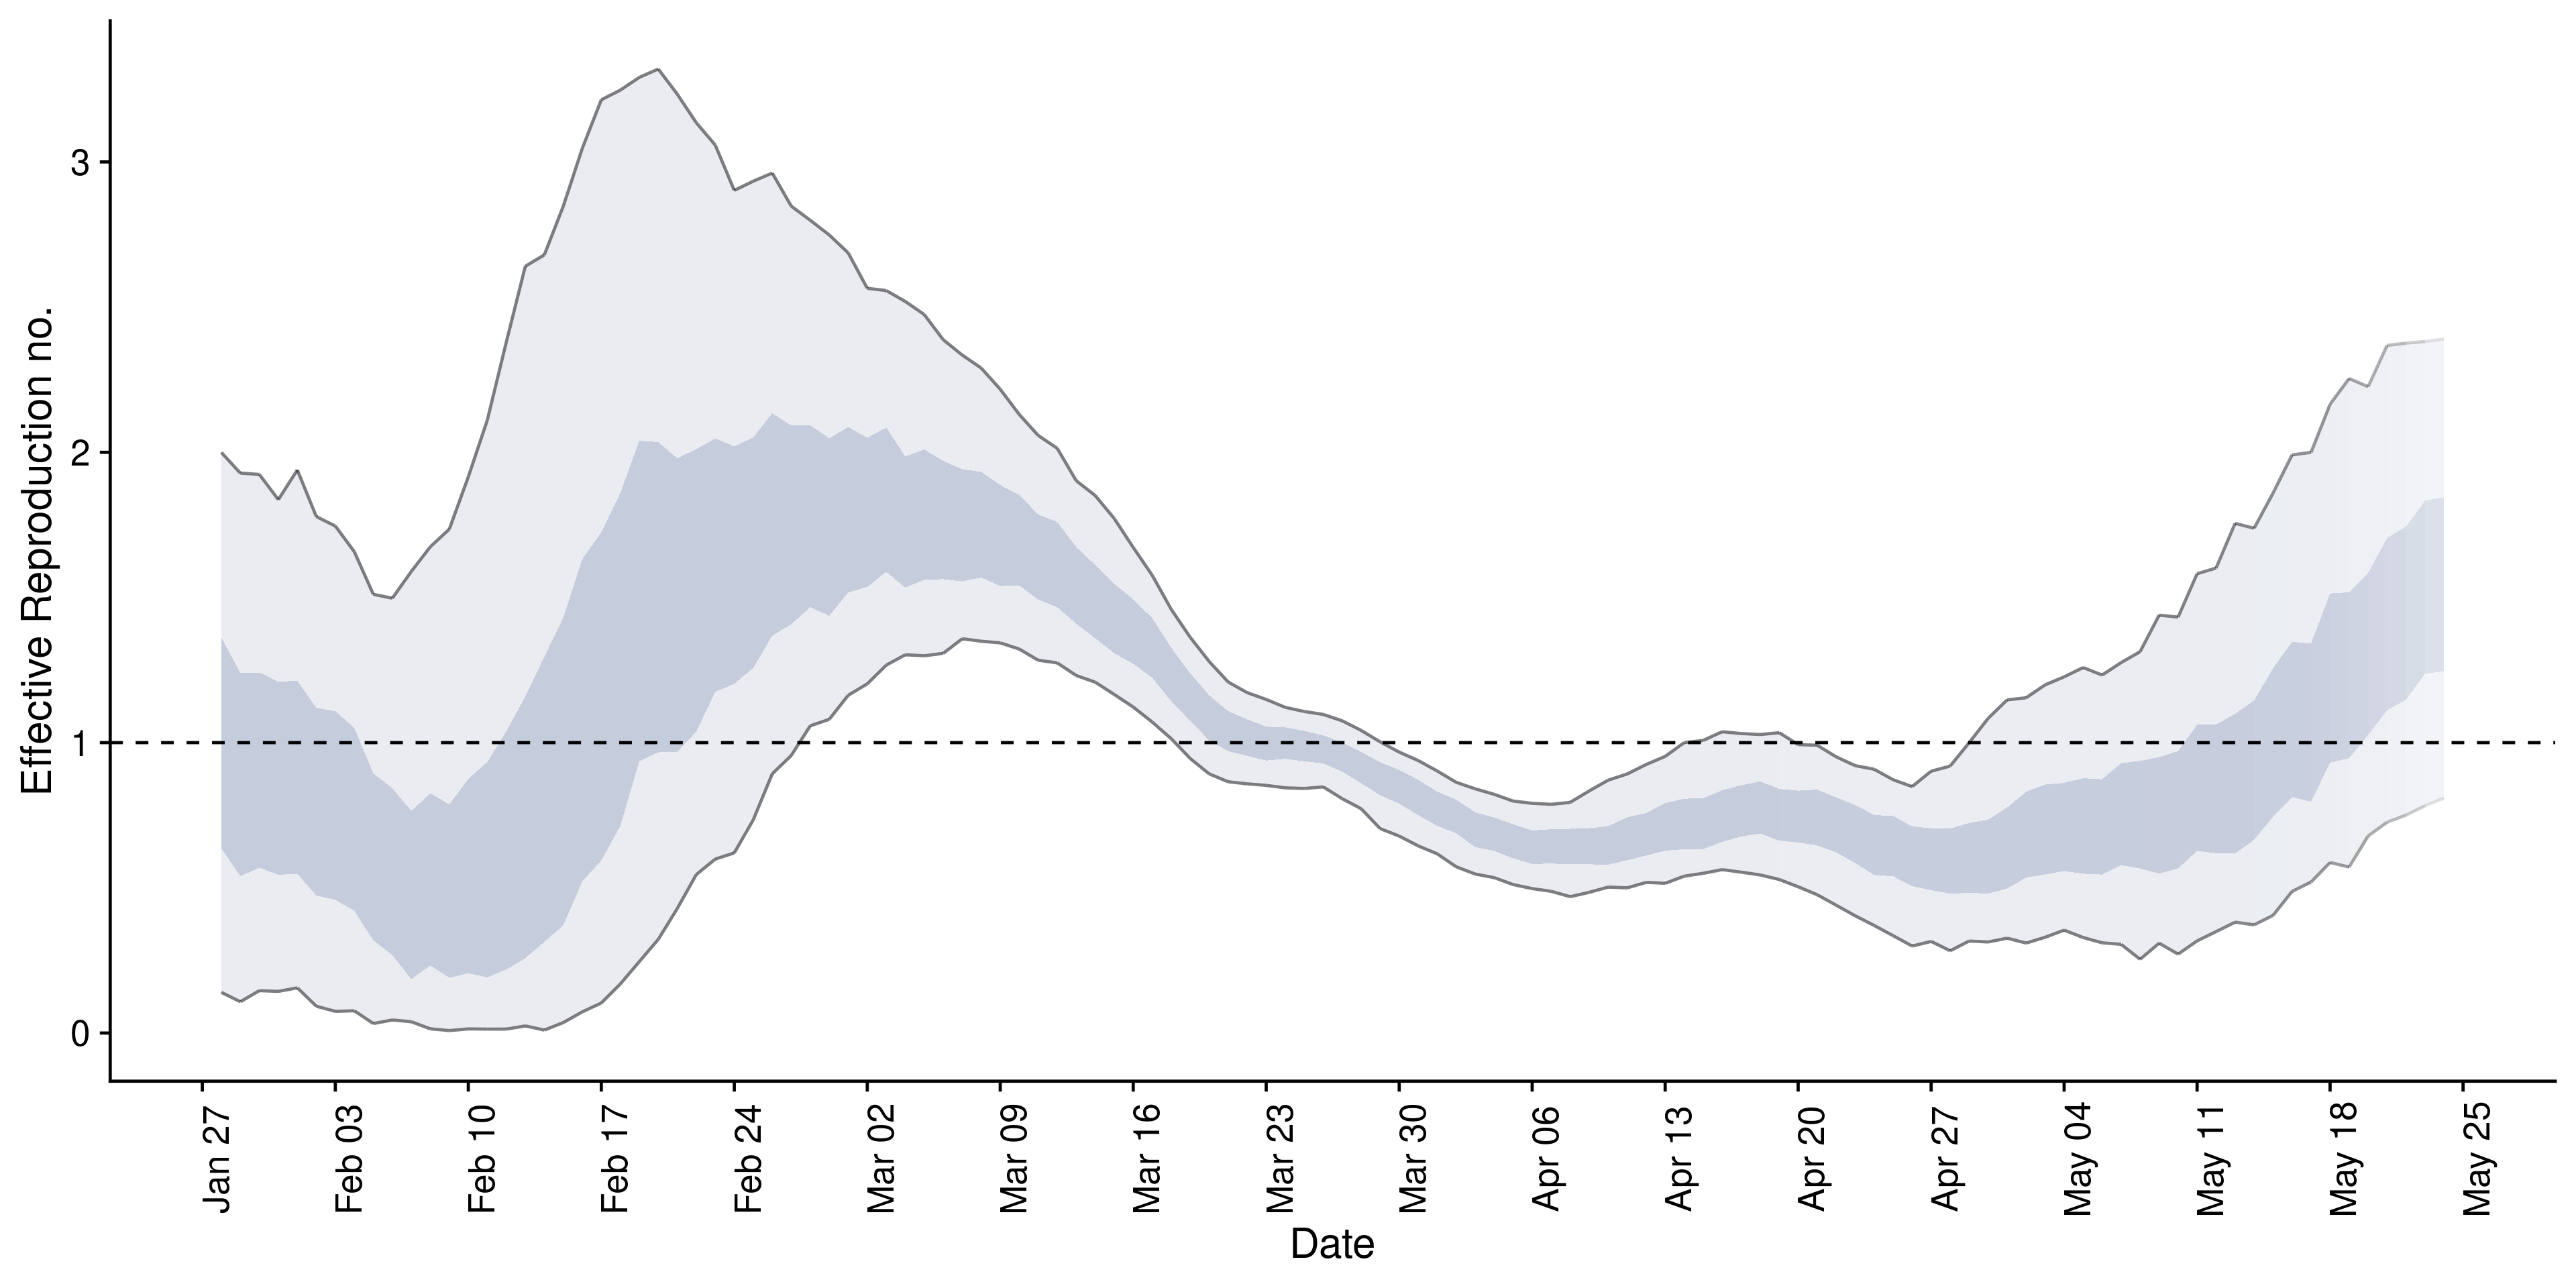 Effective Reproduction no.
3
2
1
0
Jan 27
Feb 03
Feb 10
Feb 17
Feb 24
Mar 02
Mar 09
Mar 16
Mar 23
Mar 30
Apr 06
Apr 13
Apr 20
Apr 27
May 04
May 11
May 18
May 25
Date